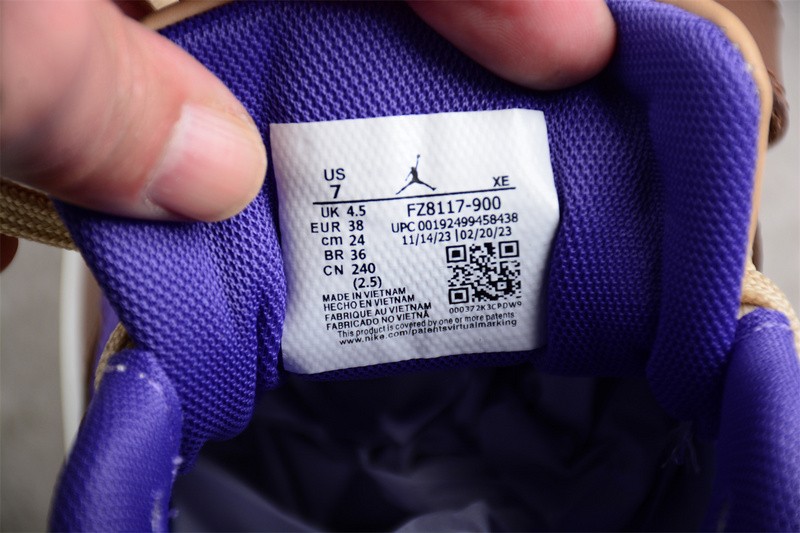 US
7
XE
UK 4.5
EUR 38
cm 24
BR 36
CN 240
(2.5)
FZ8117-900
UPC 00192499458438
11/14/23 | 02/20/23
000372K3CPDW9
MADE IN VIETNAM
HECHO EN VIETNAM
FABRIQUE AU VIETNAM
FABRICADO NO VIETNÃ
This product is covered by one or more patents
www.nike.com/patentsvirtualmarking